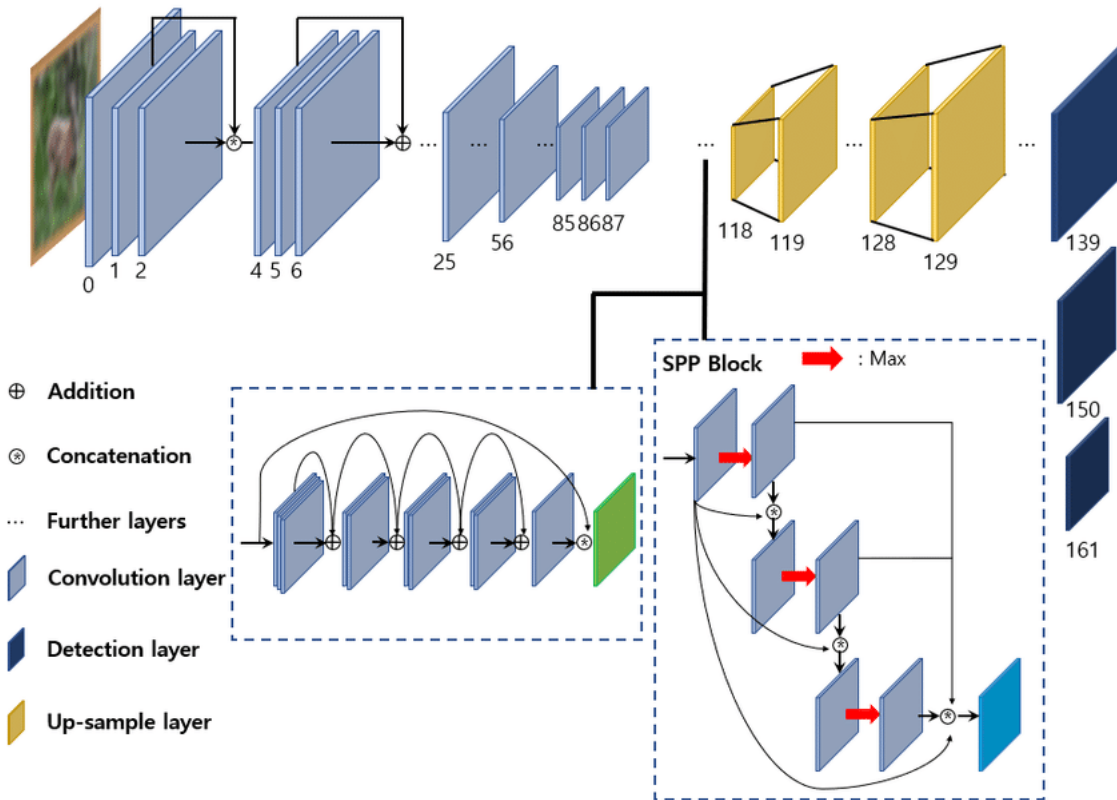 0 1 2 4 5 6 25 56 85 86 87 118 119 128 129 139
150
161
SPP Block : Max
⊕ Addition
⊛ Concatenation
... Further layers
Convolution layer
Detection layer
Up-sample layer